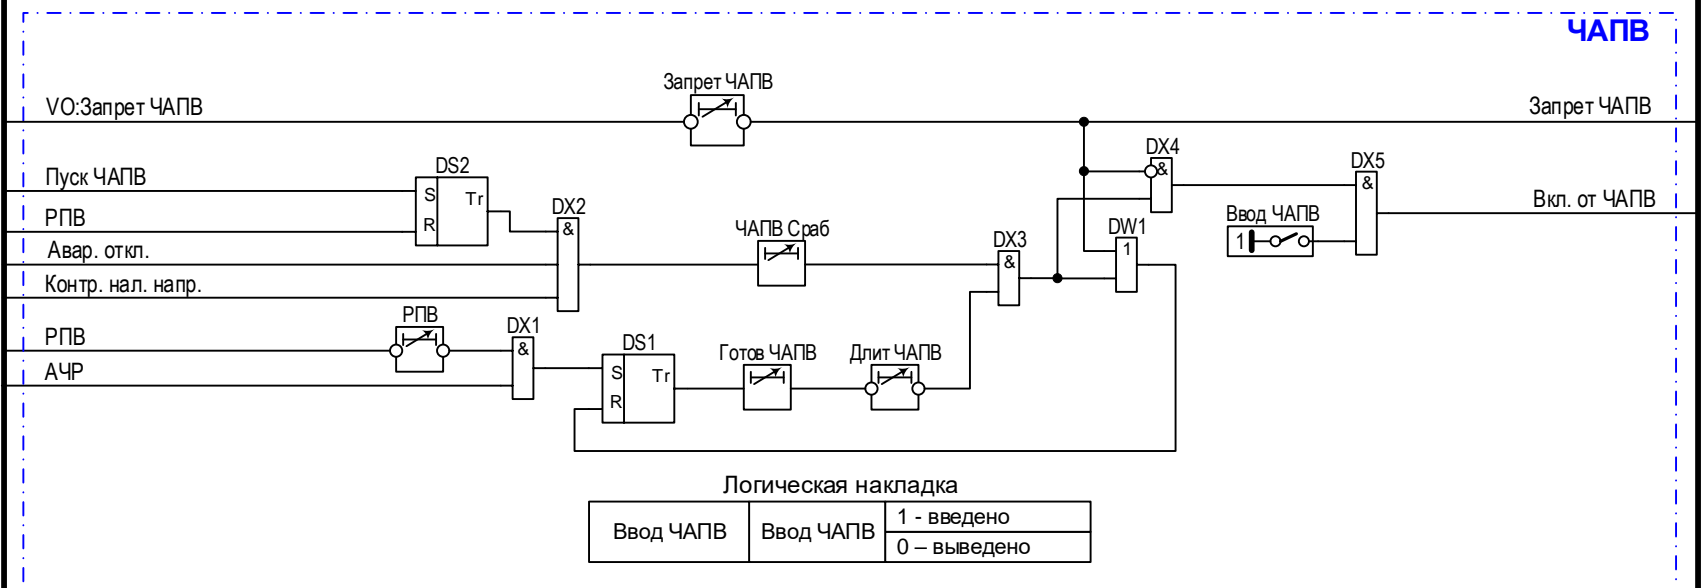 ЧАПВ
Запрет ЧАПВ
VO:Запрет ЧАПВ
Запрет ЧАПВ
DX4
&
DX5
&
Пуск ЧАПВ
DS2
S
Tr
R
РПВ
DX2
&
Ввод ЧАПВ
1
Вкл. от ЧАПВ
Авар. откл.
ЧАПВ Сраб
DX3
&
DW1
1
Контр. нал. напр.
РПВ
РПВ
DX1
&
DS1
S
Tr
R
Готов ЧАПВ
Длит ЧАПВ
АЧР
Логическая накладка
Ввод ЧАПВ
Ввод ЧАПВ
1 - введено
0 – выведено